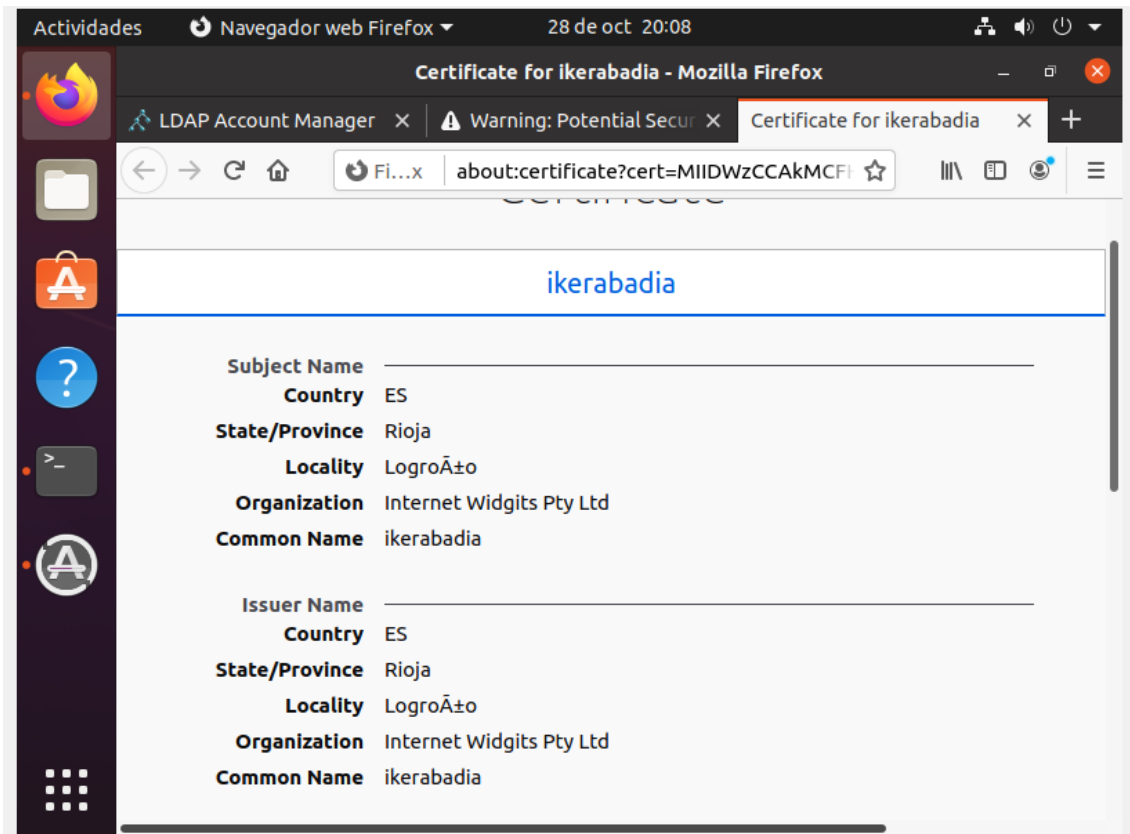 Actividades Navegador web Firefox 28 de oct 20:08
Certificate for ikerabadia - Mozilla Firefox
LDAP Account Manager Warning: Potential Secur Certificate for ikerabadia
Fi...x about:certificate?cert=MIIDWzCCAkMCFH
ikerabadia
Subject Name
Country ES
State/Province Rioja
Locality LogroÃ±o
Organization Internet Widgits Pty Ltd
Common Name ikerabadia
Issuer Name
Country ES
State/Province Rioja
Locality LogroÃ±o
Organization Internet Widgits Pty Ltd
Common Name ikerabadia